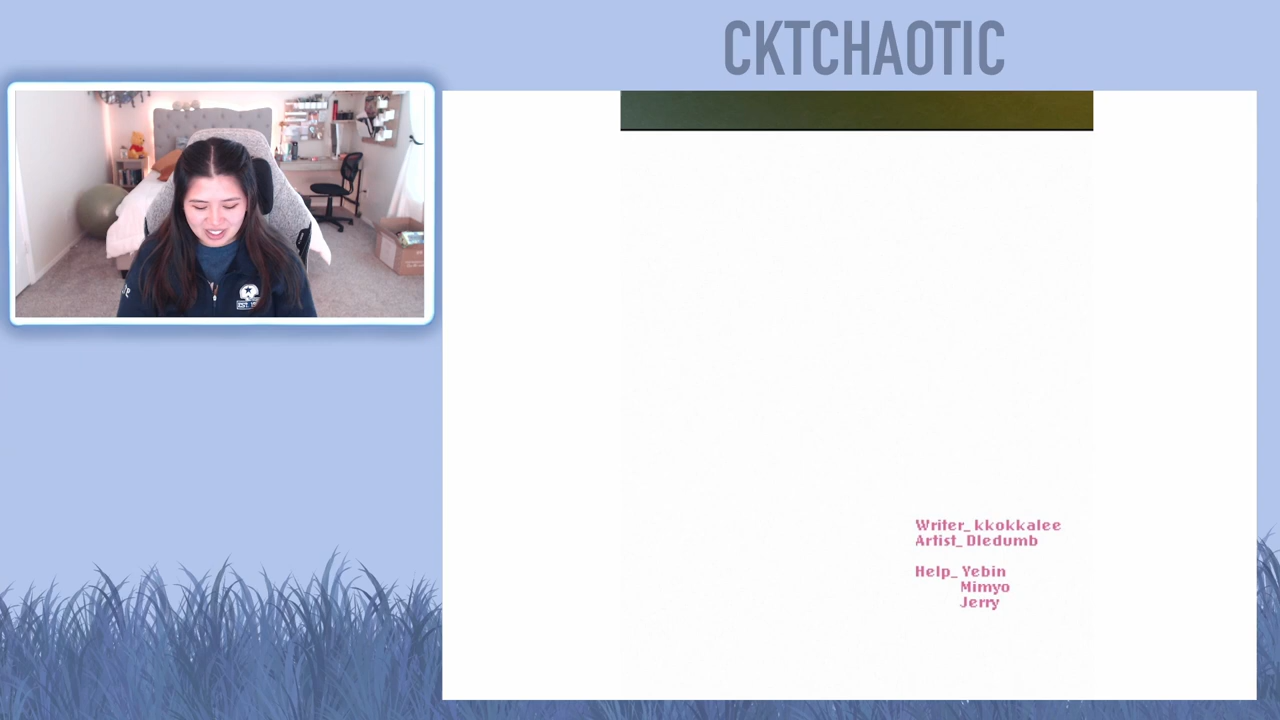 CKTCHAOTIC
Writer_ kkokkalee
Artist_ Dledumb
Help_ Yebin
Mimyo
Jerry